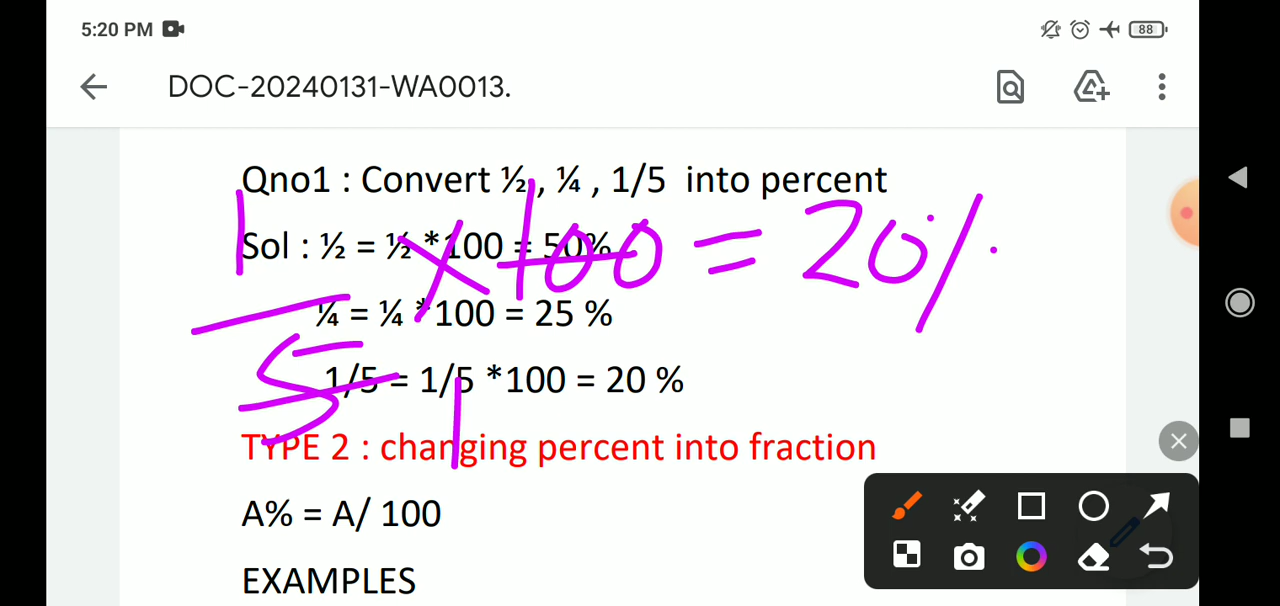 5:20 PM
88
DOC-20240131-WA0013.
Qno1 : Convert ½ , ¼ , 1/5 into percent
Sol : ½ = ½ *100 = 50%
¼ = ¼ *100 = 25 %
1/5 = 1/5 *100 = 20 %
1/5 × 100 = 20%
TYPE 2 : changing percent into fraction
A% = A/ 100
EXAMPLES